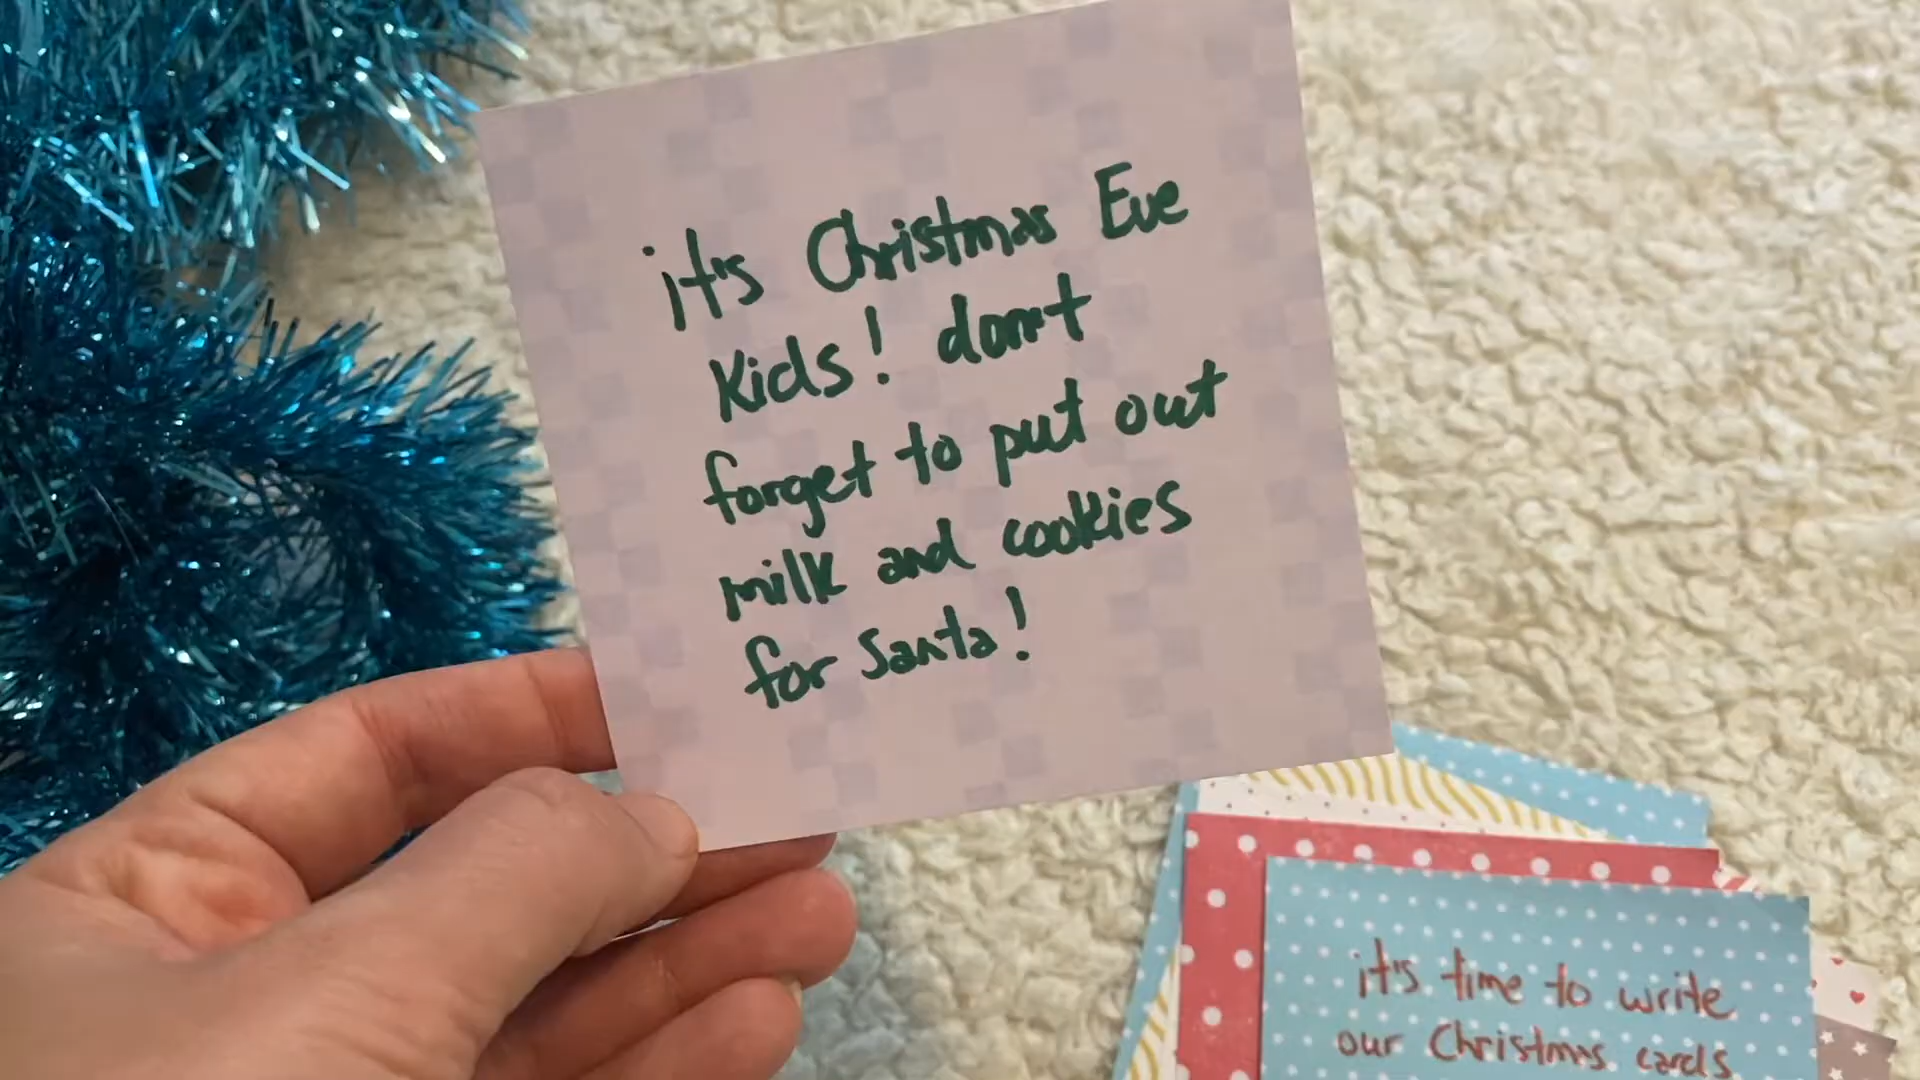 it's Christmas Eve
Kids! don't
forget to put out
milk and cookies
for Santa!
it's time to write
our Christmas cards